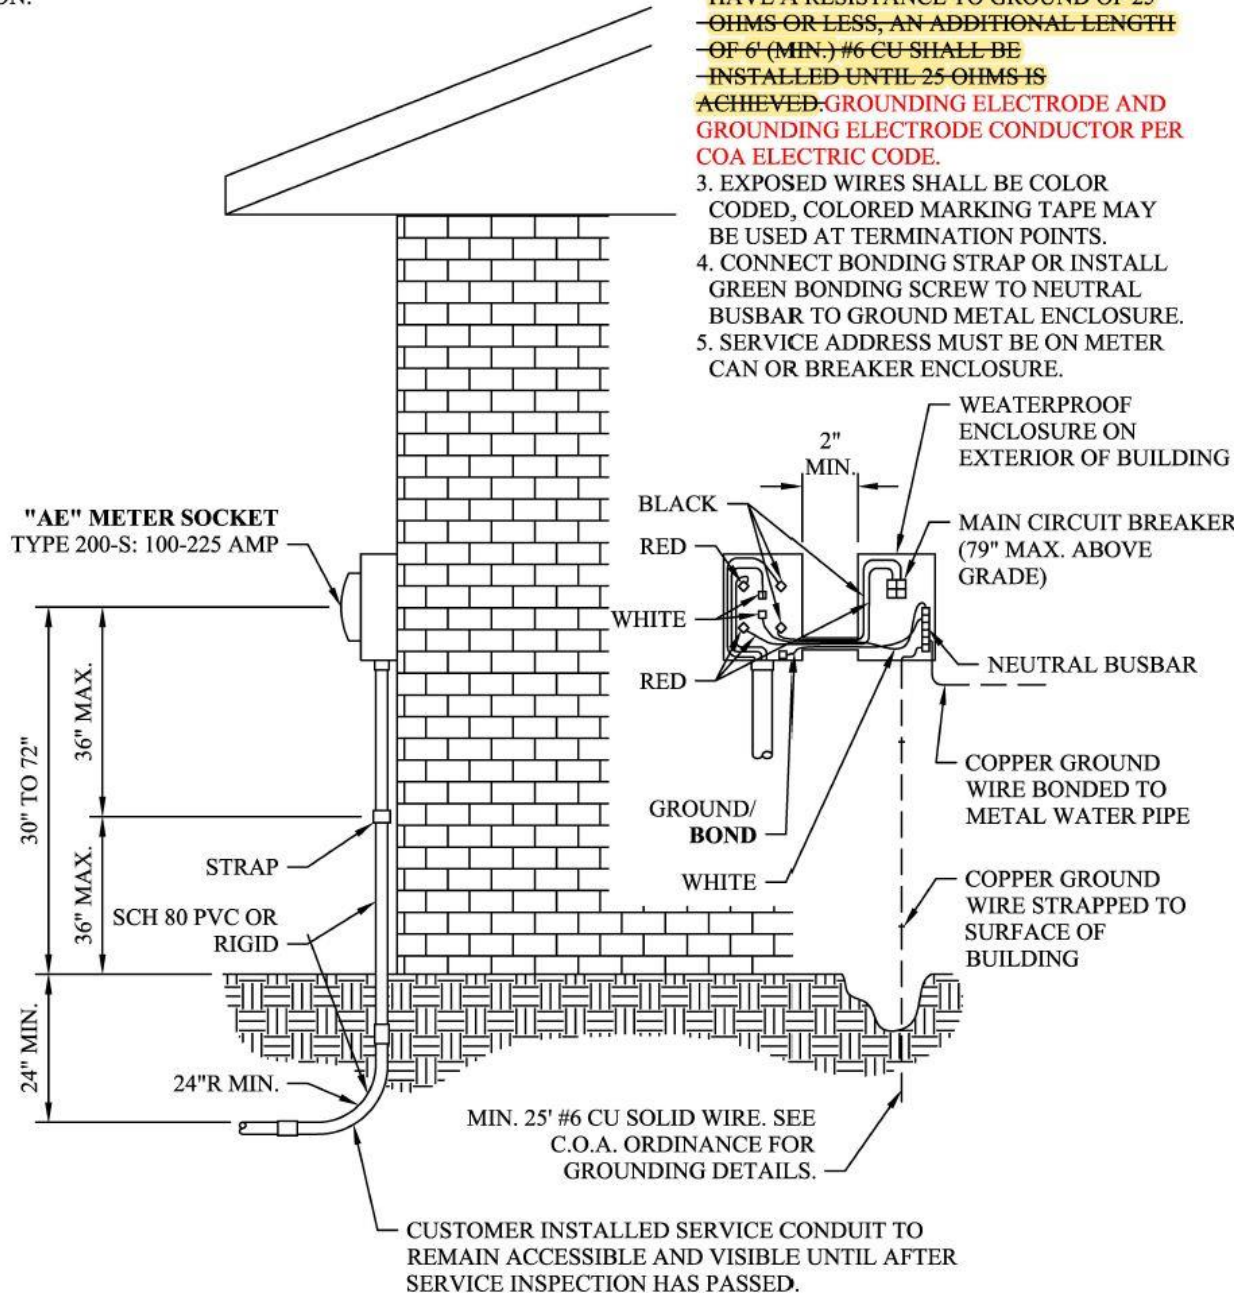 ON.
HAVE A RESISTANCE TO GROUND OF 25
OHMS OR LESS, AN ADDITIONAL LENGTH
OF 6' (MIN.) #6 CU SHALL BE
INSTALLED UNTIL 25 OHMS IS
ACHIEVED.GROUNDING ELECTRODE AND
GROUNDING ELECTRODE CONDUCTOR PER
COA ELECTRIC CODE.
3. EXPOSED WIRES SHALL BE COLOR
CODED, COLORED MARKING TAPE MAY
BE USED AT TERMINATION POINTS.
4. CONNECT BONDING STRAP OR INSTALL
GREEN BONDING SCREW TO NEUTRAL
BUSBAR TO GROUND METAL ENCLOSURE.
5. SERVICE ADDRESS MUST BE ON METER
CAN OR BREAKER ENCLOSURE.
WEATERPROOF
ENCLOSURE ON
EXTERIOR OF BUILDING
2"
MIN.
BLACK
"AE" METER SOCKET
TYPE 200-S: 100-225 AMP
MAIN CIRCUIT BREAKER
(79" MAX. ABOVE
GRADE)
RED
WHITE
RED
NEUTRAL BUSBAR
36" MAX.
30" TO 72"
COPPER GROUND
WIRE BONDED TO
METAL WATER PIPE
GROUND/
BOND
STRAP
WHITE
36" MAX.
SCH 80 PVC OR
RIGID
COPPER GROUND
WIRE STRAPPED TO
SURFACE OF
BUILDING
24" MIN.
24"R MIN.
MIN. 25' #6 CU SOLID WIRE. SEE
C.O.A. ORDINANCE FOR
GROUNDING DETAILS.
CUSTOMER INSTALLED SERVICE CONDUIT TO
REMAIN ACCESSIBLE AND VISIBLE UNTIL AFTER
SERVICE INSPECTION HAS PASSED.